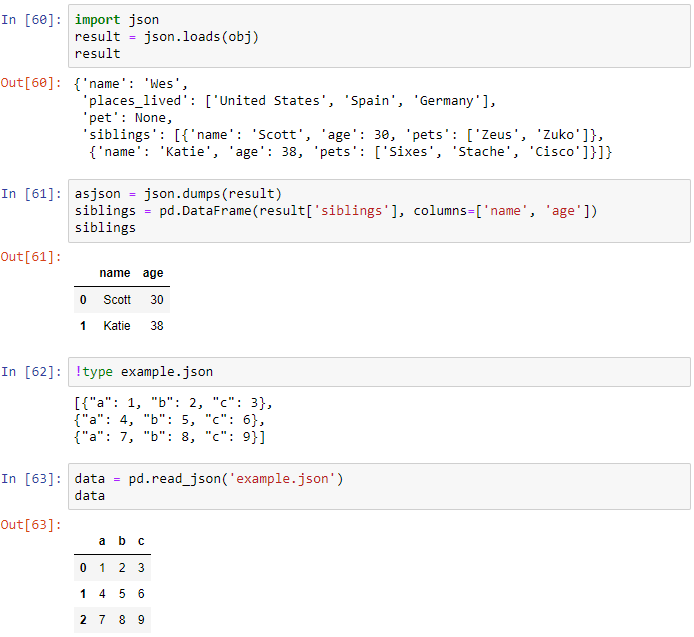 In [60]: import json
result = json.loads(obj)
result
Out[60]: {'name': 'Wes',
'places_lived': ['United States', 'Spain', 'Germany'],
'pet': None,
'siblings': [{'name': 'Scott', 'age': 30, 'pets': ['Zeus', 'Zuko']},
{'name': 'Katie', 'age': 38, 'pets': ['Sixes', 'Stache', 'Cisco']}]}
In [61]: asjson = json.dumps(result)
siblings = pd.DataFrame(result['siblings'], columns=['name', 'age'])
siblings
Out[61]:
name age
0 Scott 30
1 Katie 38
In [62]: !type example.json
[{"a": 1, "b": 2, "c": 3},
{"a": 4, "b": 5, "c": 6},
{"a": 7, "b": 8, "c": 9}]
In [63]: data = pd.read_json('example.json')
data
Out[63]:
a b c
0 1 2 3
1 4 5 6
2 7 8 9